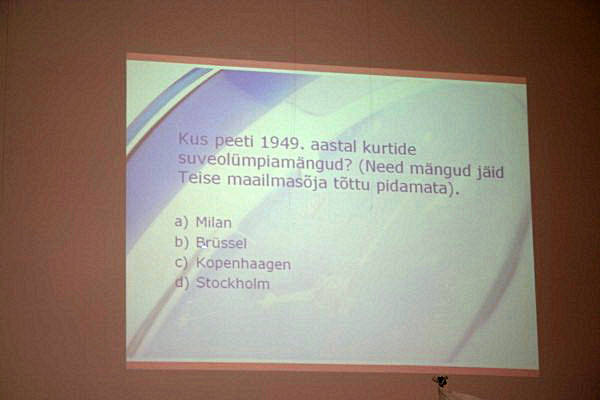 Kus peeti 1949. aastal kurtide
suveolümpiamängud? (Need mängud jäid
Teise maailmasõja tõttu pidamata).
a) Milan
b) Brüssel
c) Kopenhaagen
d) Stockholm